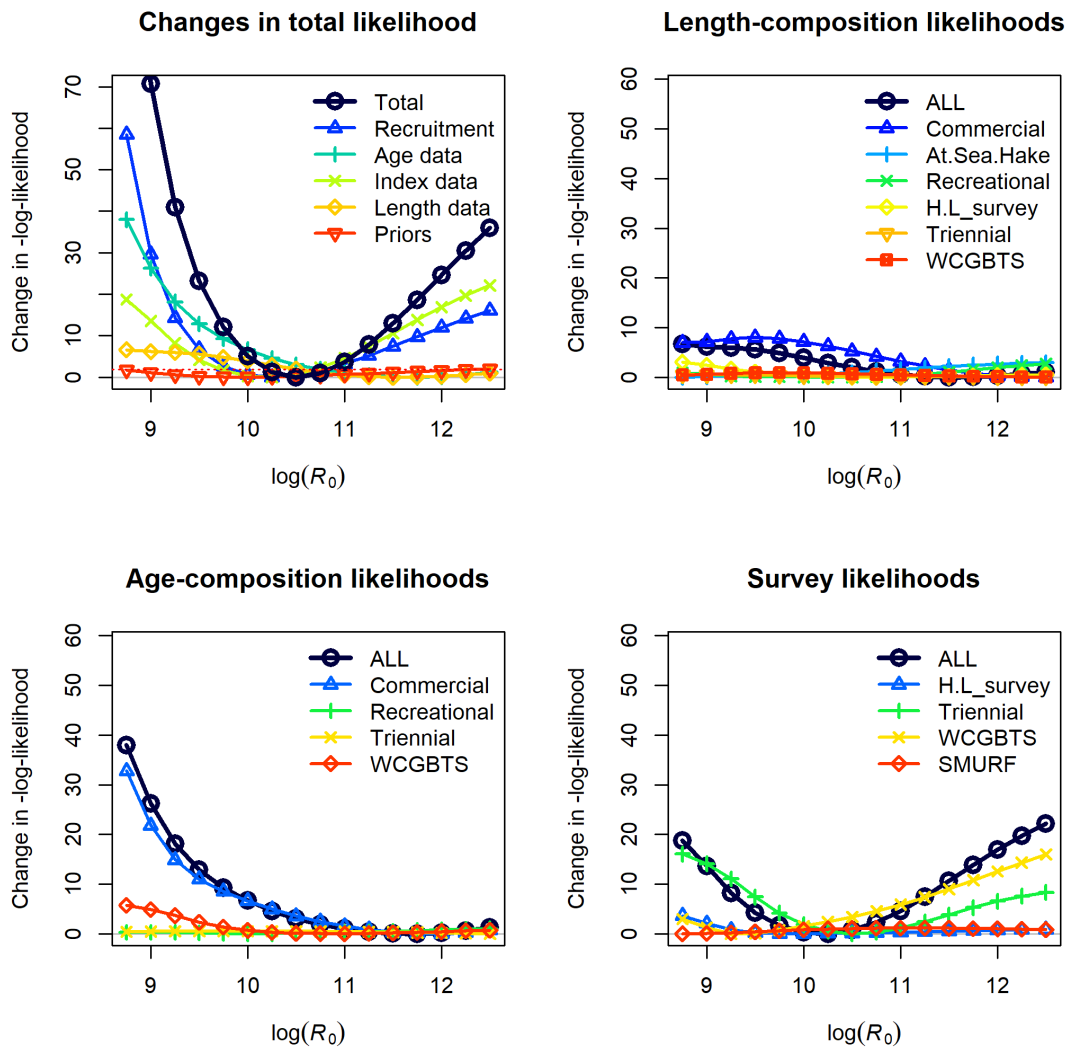 Changes in total likelihood
Change in -log-likelihood
0 10 30 50 70
9 10 11 12
log(R₀)
Total
Recruitment
Age data
Index data
Length data
Priors
Length-composition likelihoods
Change in -log-likelihood
0 10 20 30 40 50 60
9 10 11 12
log(R₀)
ALL
Commercial
At.Sea.Hake
Recreational
H.L_survey
Triennial
WCGBTS
Age-composition likelihoods
Change in -log-likelihood
0 10 20 30 40 50 60
9 10 11 12
log(R₀)
ALL
Commercial
Recreational
Triennial
WCGBTS
Survey likelihoods
Change in -log-likelihood
0 10 20 30 40 50 60
9 10 11 12
log(R₀)
ALL
H.L_survey
Triennial
WCGBTS
SMURF